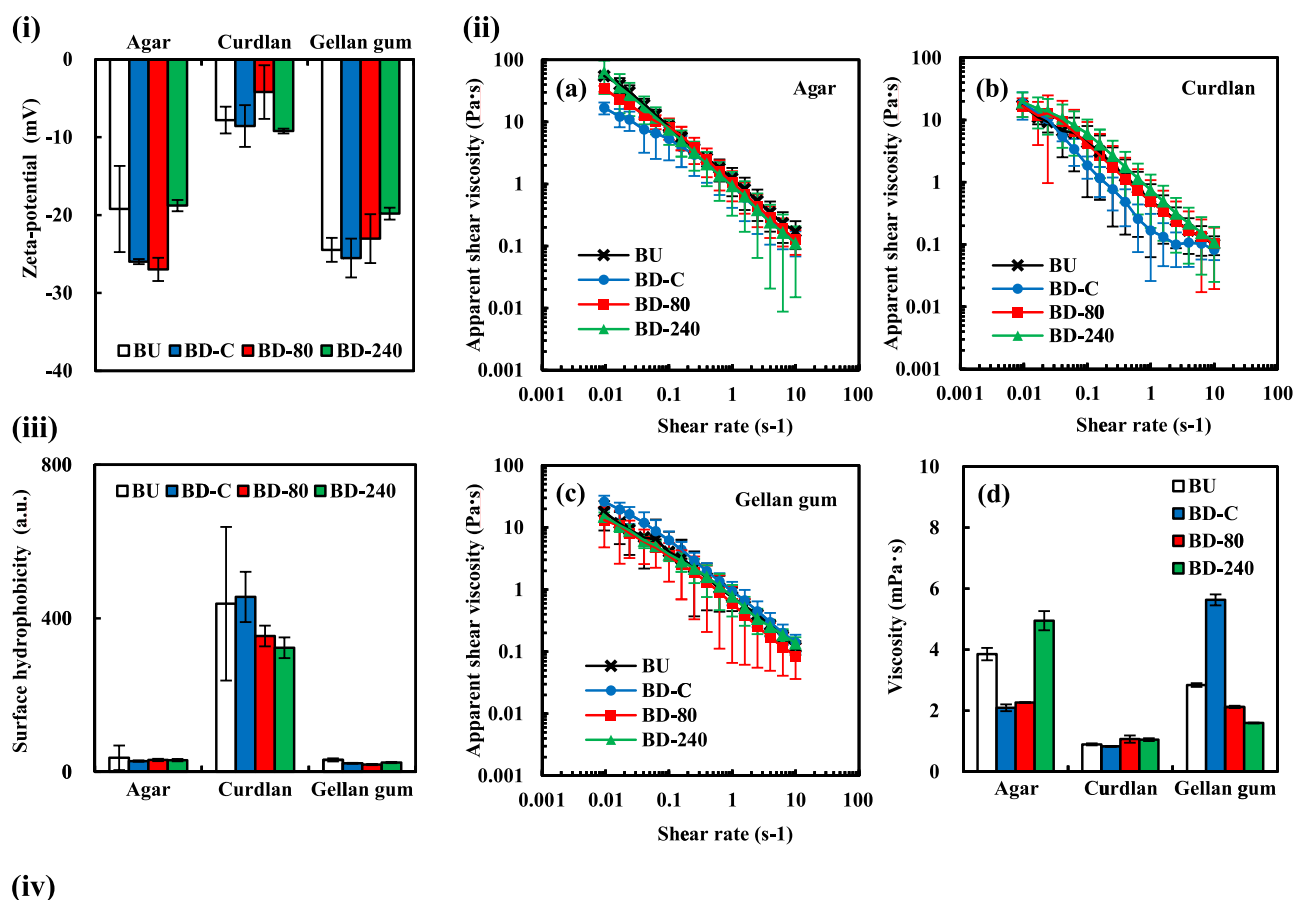 (i)
Agar Curdlan Gellan gum
0
-10
-20
-30
-40
Zeta-potential (mV)
BU BD-C BD-80 BD-240
(ii)
(a)
Agar
100
10
1
0.1
0.01
0.001
Apparent shear viscosity (Pa·s)
BU
BD-C
BD-80
BD-240
0.001 0.01 0.1 1 10 100
Shear rate (s-1)
(b)
Curdlan
100
10
1
0.1
0.01
0.001
Apparent shear viscosity (Pa·s)
BU
BD-C
BD-80
BD-240
0.001 0.01 0.1 1 10 100
Shear rate (s-1)
(iii)
800
400
0
Surface hydrophobicity (a.u.)
BU BD-C BD-80 BD-240
Agar Curdlan Gellan gum
(c)
Gellan gum
100
10
1
0.1
0.01
0.001
Apparent shear viscosity (Pa·s)
BU
BD-C
BD-80
BD-240
0.001 0.01 0.1 1 10 100
Shear rate (s-1)
(d)
10
8
6
4
2
0
Viscosity (mPa·s)
BU
BD-C
BD-80
BD-240
Agar Curdlan Gellan gum
(iv)